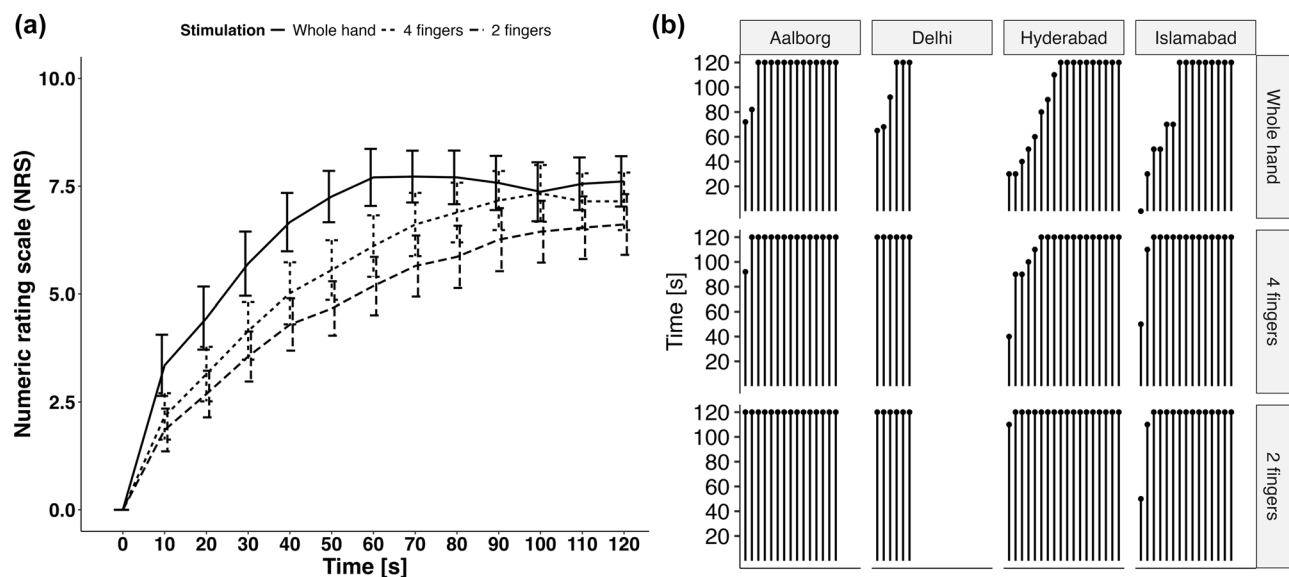 (a)
Stimulation Whole hand 4 fingers 2 fingers
10.0
7.5
5.0
2.5
0.0
Numeric rating scale (NRS)
0 10 20 30 40 50 60 70 80 90 100 110 120
Time [s]
(b)
Aalborg Delhi Hyderabad Islamabad
120
100
80
60
40
20
Whole hand
120
100
80
60
40
20
4 fingers
120
100
80
60
40
20
2 fingers
Time [s]